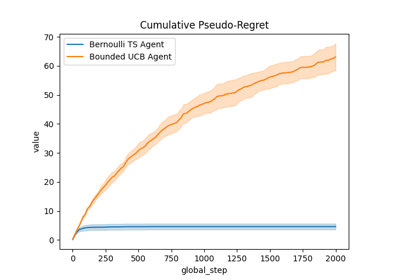 Cumulative Pseudo-Regret
Bernoulli TS Agent
Bounded UCB Agent
70
60
50
40
30
20
10
0
value
0 250 500 750 1000 1250 1500 1750 2000
global_step